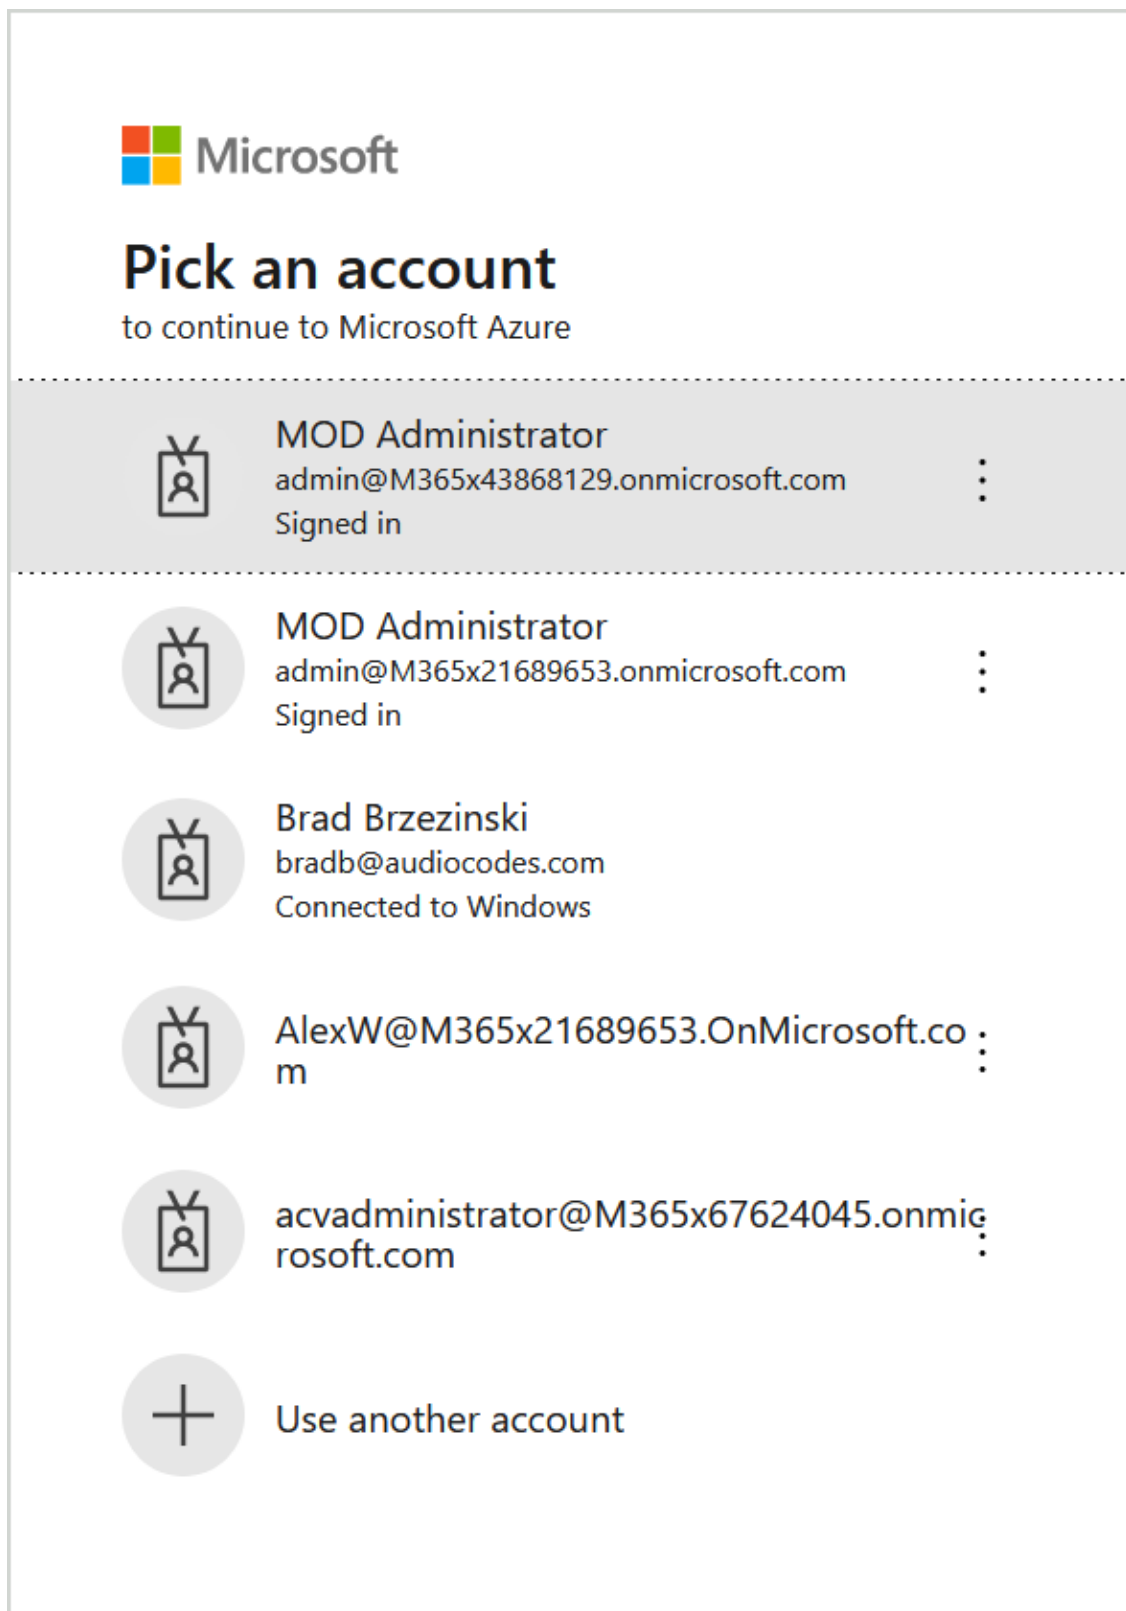 Microsoft
Pick an account
to continue to Microsoft Azure
MOD Administrator
admin@M365x43868129.onmicrosoft.com
Signed in
MOD Administrator
admin@M365x21689653.onmicrosoft.com
Signed in
Brad Brzezinski
bradb@audiocodes.com
Connected to Windows
AlexW@M365x21689653.OnMicrosoft.co
m
acvadministrator@M365x67624045.onmic
rosoft.com
Use another account